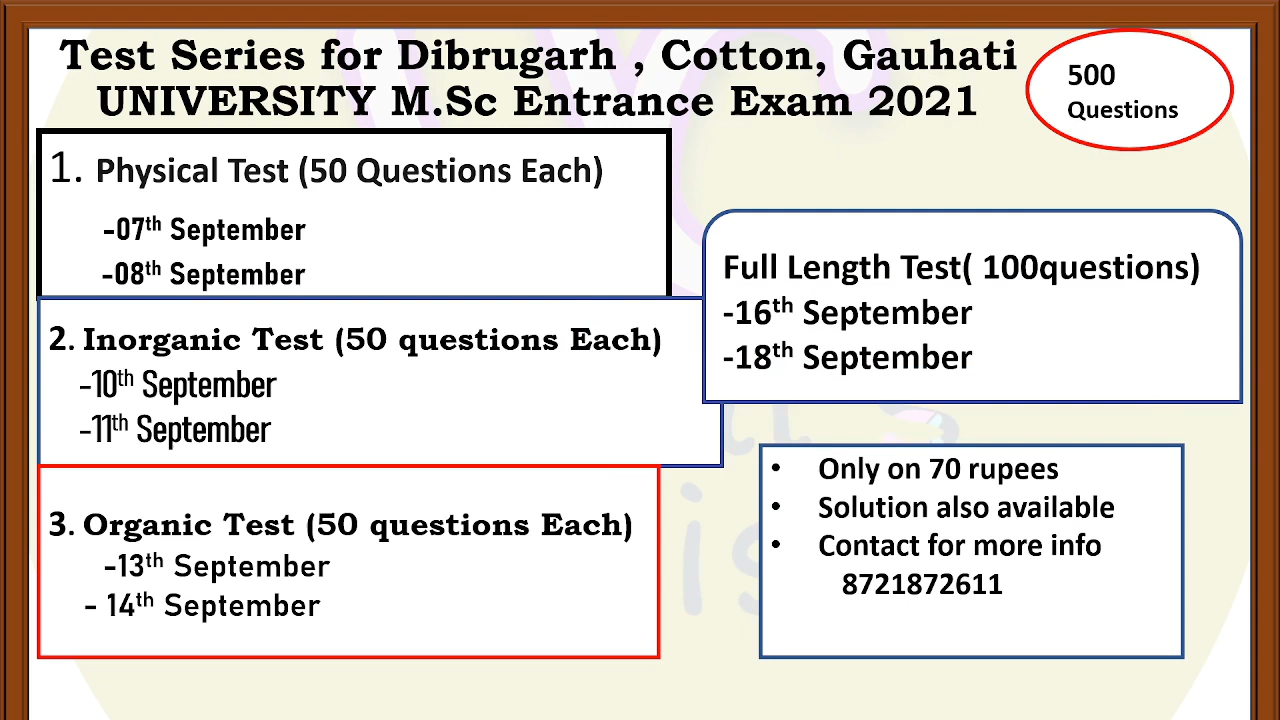 Test Series for Dibrugarh , Cotton, Gauhati
UNIVERSITY M.Sc Entrance Exam 2021
500
Questions
1. Physical Test (50 Questions Each)
-07th September
-08th September
2. Inorganic Test (50 questions Each)
-10th September
-11th September
3. Organic Test (50 questions Each)
-13th September
- 14th September
Full Length Test( 100questions)
-16th September
-18th September
• Only on 70 rupees
• Solution also available
• Contact for more info
8721872611